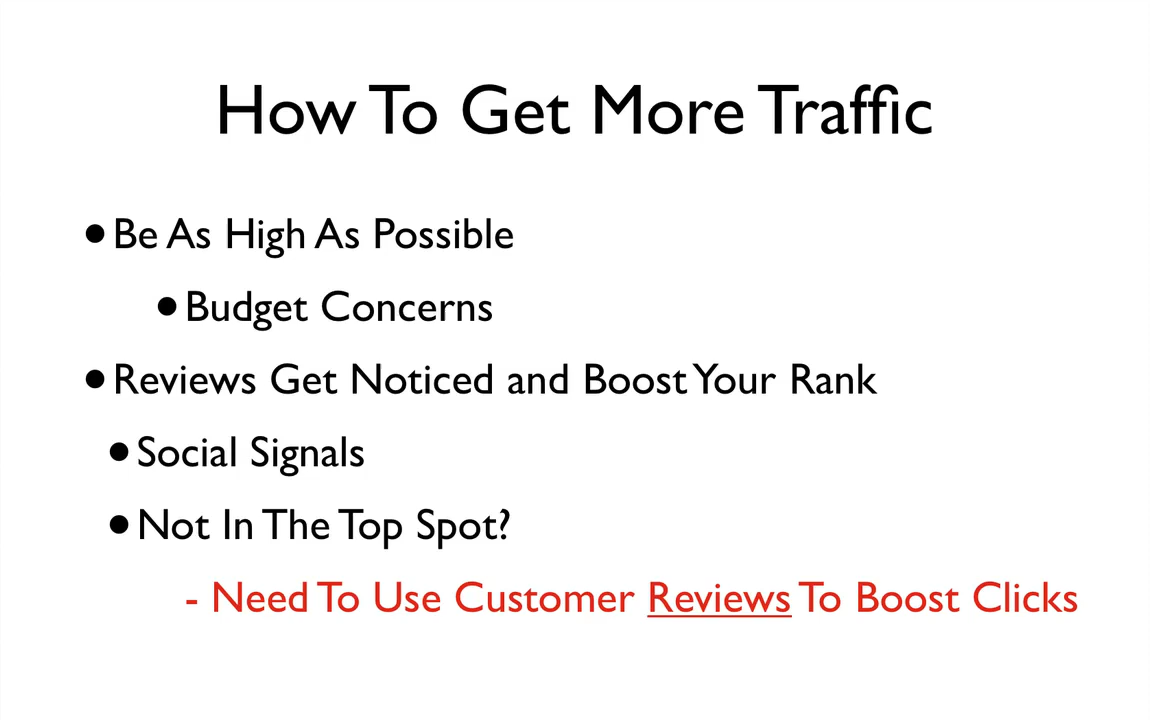 How To Get More Traffic
•Be As High As Possible
•Budget Concerns
•Reviews Get Noticed and Boost Your Rank
•Social Signals
•Not In The Top Spot?
- Need To Use Customer Reviews To Boost Clicks